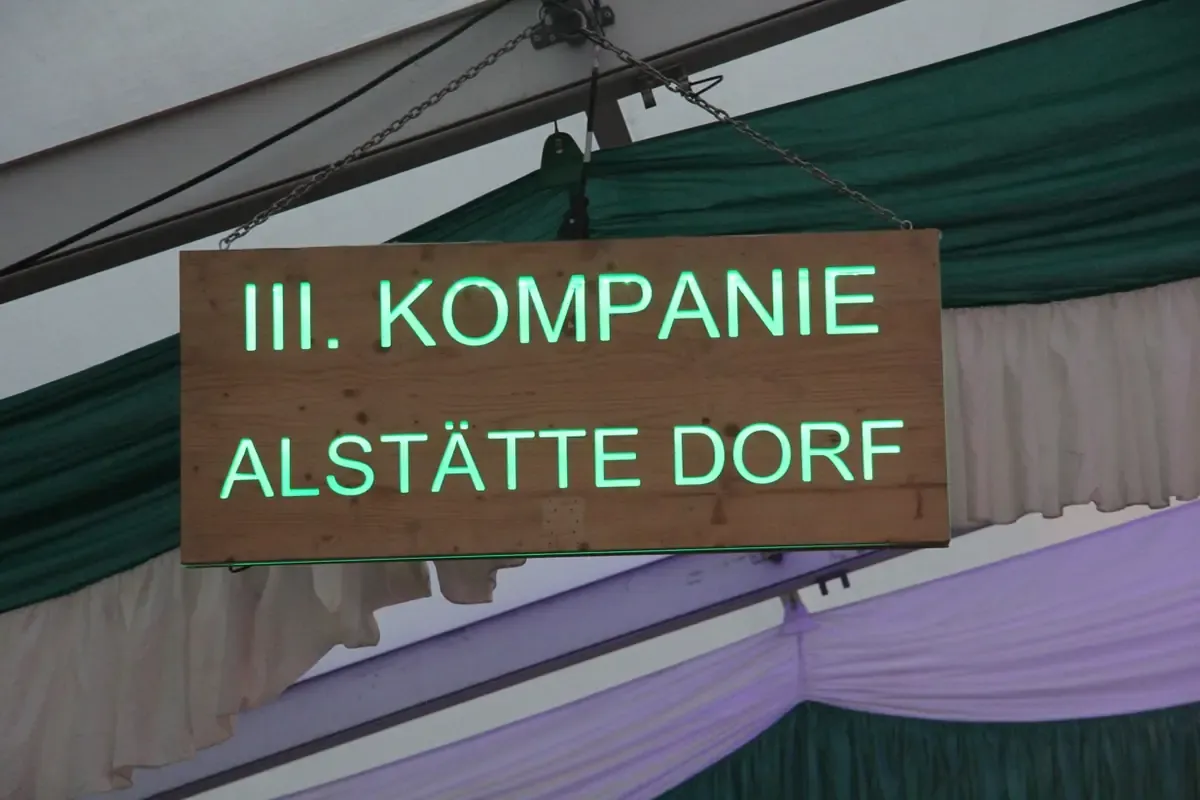 III. KOMPANIE
ALSTÄTTE DORF